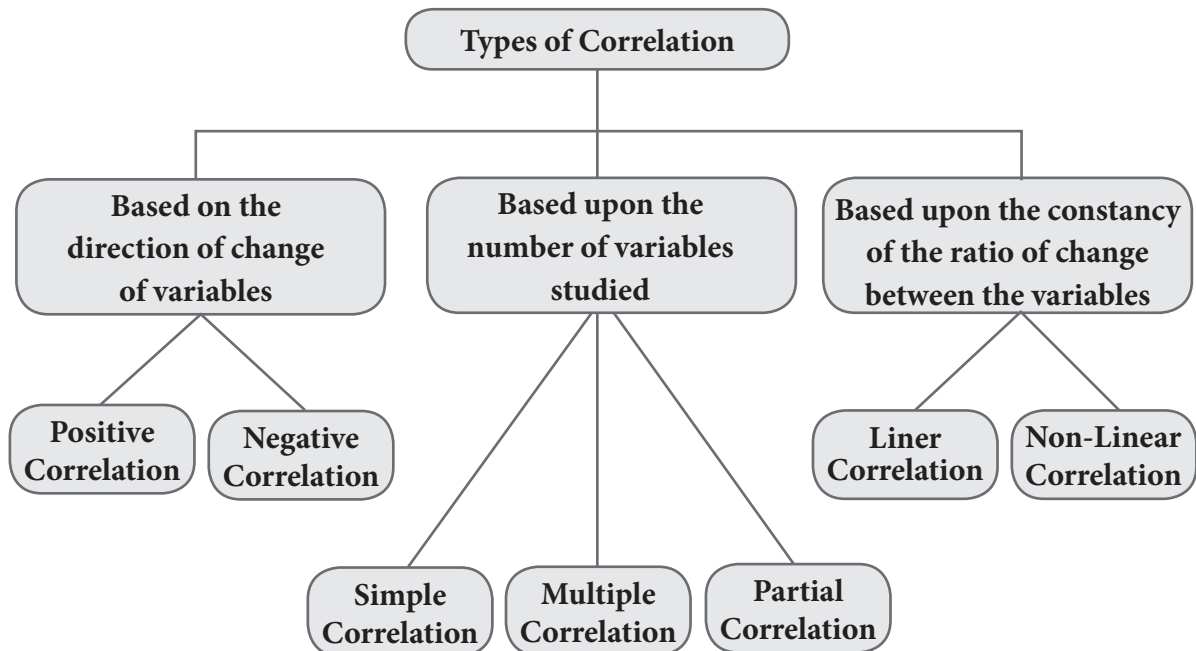 Types of Correlation
Based on the
direction of change
of variables
Based upon the
number of variables
studied
Based upon the constancy
of the ratio of change
between the variables
Positive
Correlation
Negative
Correlation
Liner
Correlation
Non-Linear
Correlation
Simple
Correlation
Multiple
Correlation
Partial
Correlation